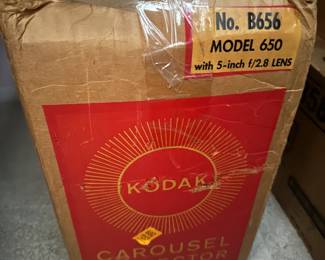 No. B656
MODEL 650
with 5-inch f/2.8 LENS
KODAK
CAROUSEL